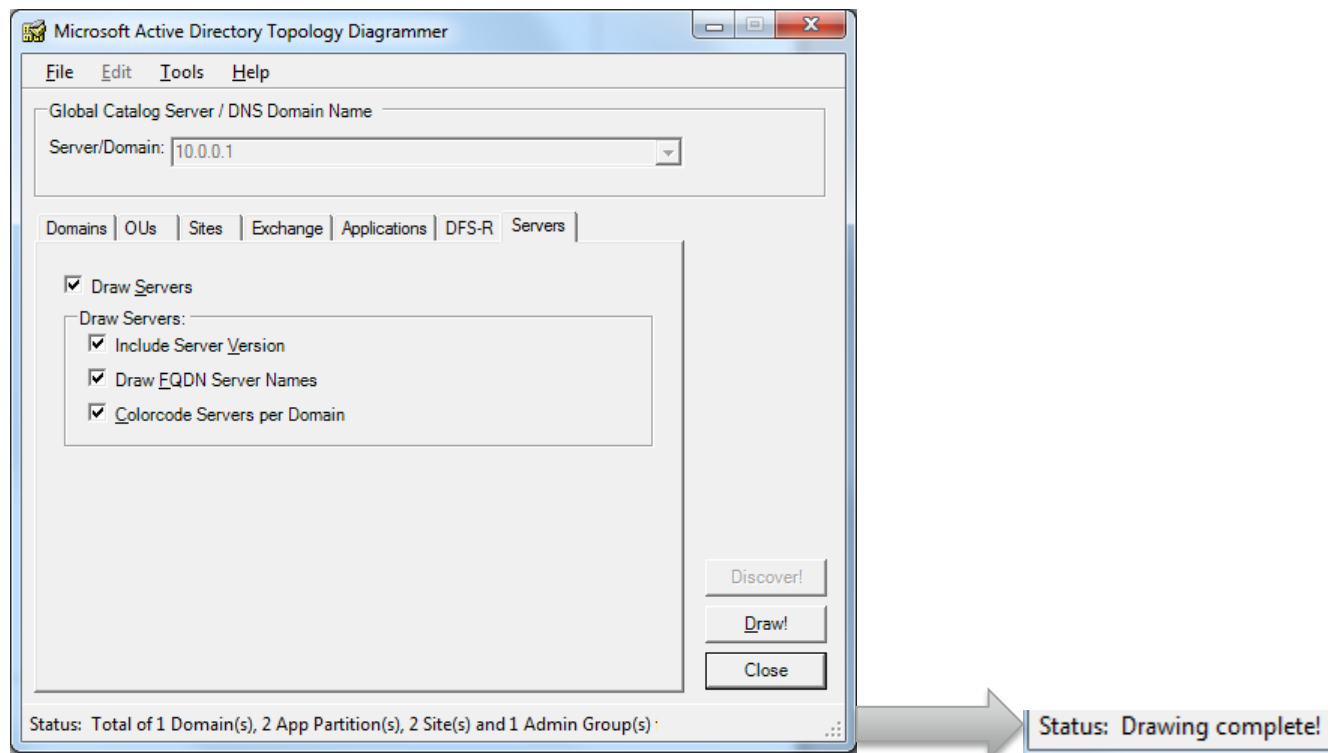 Microsoft Active Directory Topology Diagrammer
File Edit Tools Help
Global Catalog Server / DNS Domain Name
Server/Domain: 10.0.0.1
Domains OUs Sites Exchange Applications DFS-R Servers
Draw Servers
Draw Servers:
Include Server Version
Draw FQDN Server Names
Colorcode Servers per Domain
Discover!
Draw!
Close
Status: Total of 1 Domain(s), 2 App Partition(s), 2 Site(s) and 1 Admin Group(s)
Status: Drawing complete!